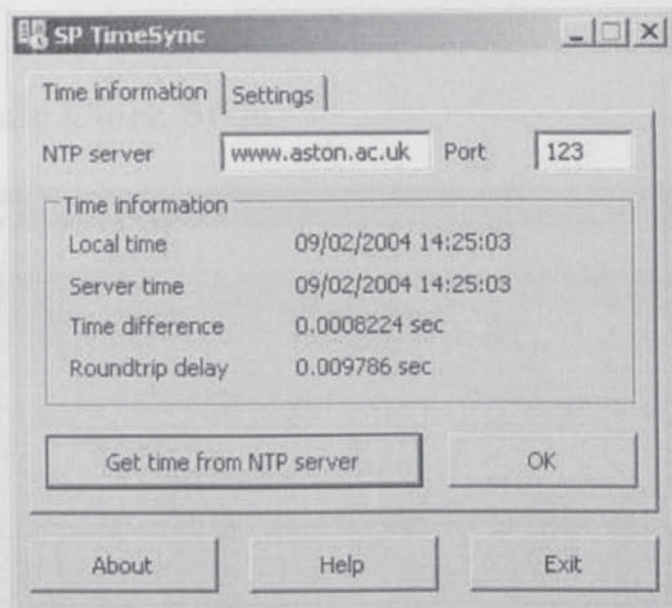 SP TimeSync
Time information Settings
NTP server www.aston.ac.uk Port 123
Time information
Local time 09/02/2004 14:25:03
Server time 09/02/2004 14:25:03
Time difference 0.0008224 sec
Roundtrip delay 0.009786 sec
Get time from NTP server OK
About Help Exit